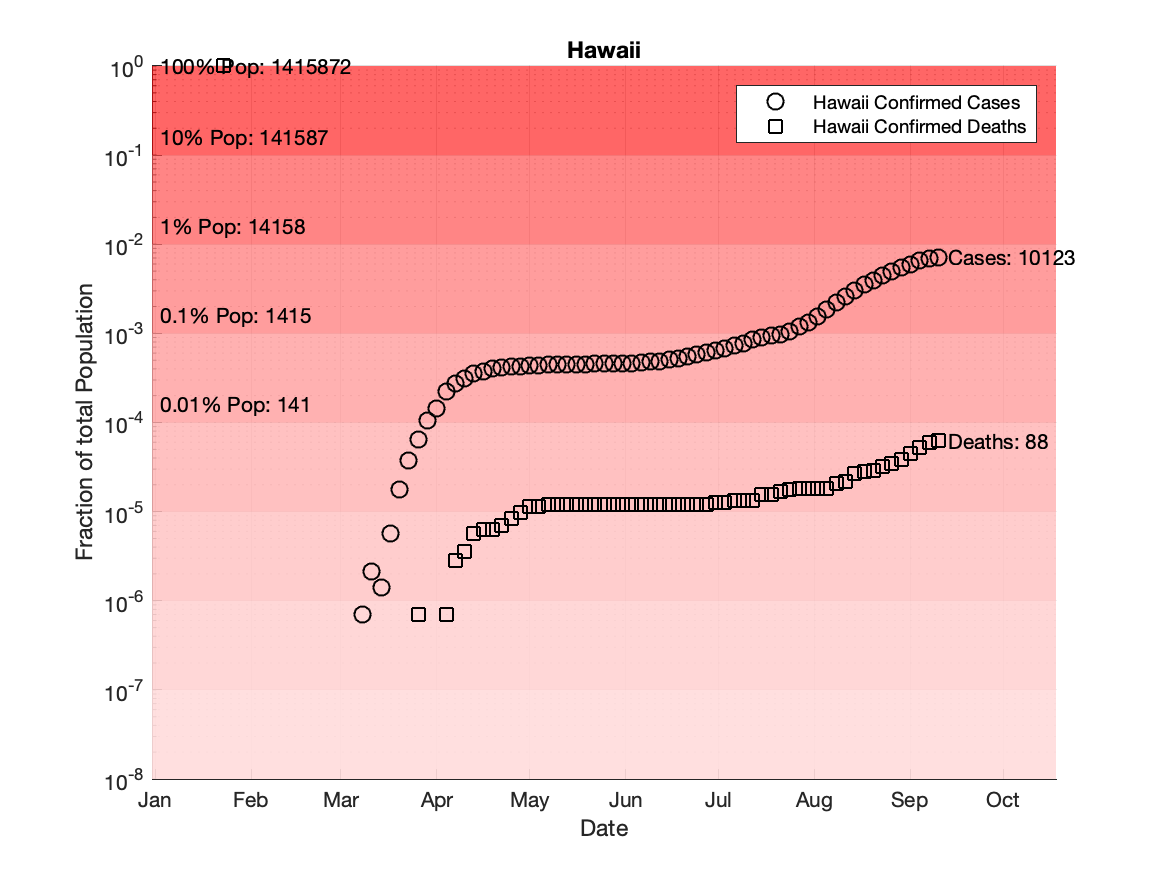 Hawaii
10^0
100% Pop: 1415872
Hawaii Confirmed Cases
Hawaii Confirmed Deaths
10% Pop: 141587
10^-1
1% Pop: 14158
10^-2
Cases: 10123
0.1% Pop: 1415
10^-3
0.01% Pop: 141
10^-4
Deaths: 88
10^-5
10^-6
10^-7
10^-8
Fraction of total Population
Jan Feb Mar Apr May Jun Jul Aug Sep Oct
Date